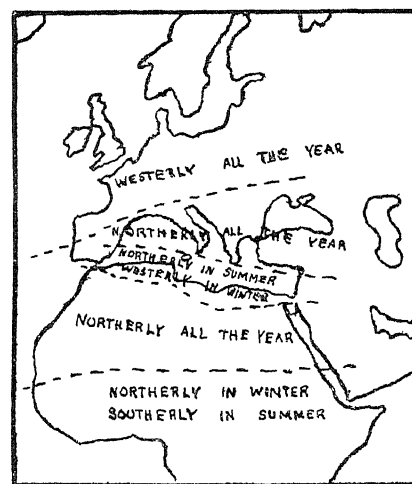 WESTERLY ALL THE YEAR
NORTHERLY ALL THE YEAR
NORTHERLY IN SUMMER
WESTERLY IN WINTER
NORTHERLY ALL THE YEAR
NORTHERLY IN WINTER
SOUTHERLY IN SUMMER